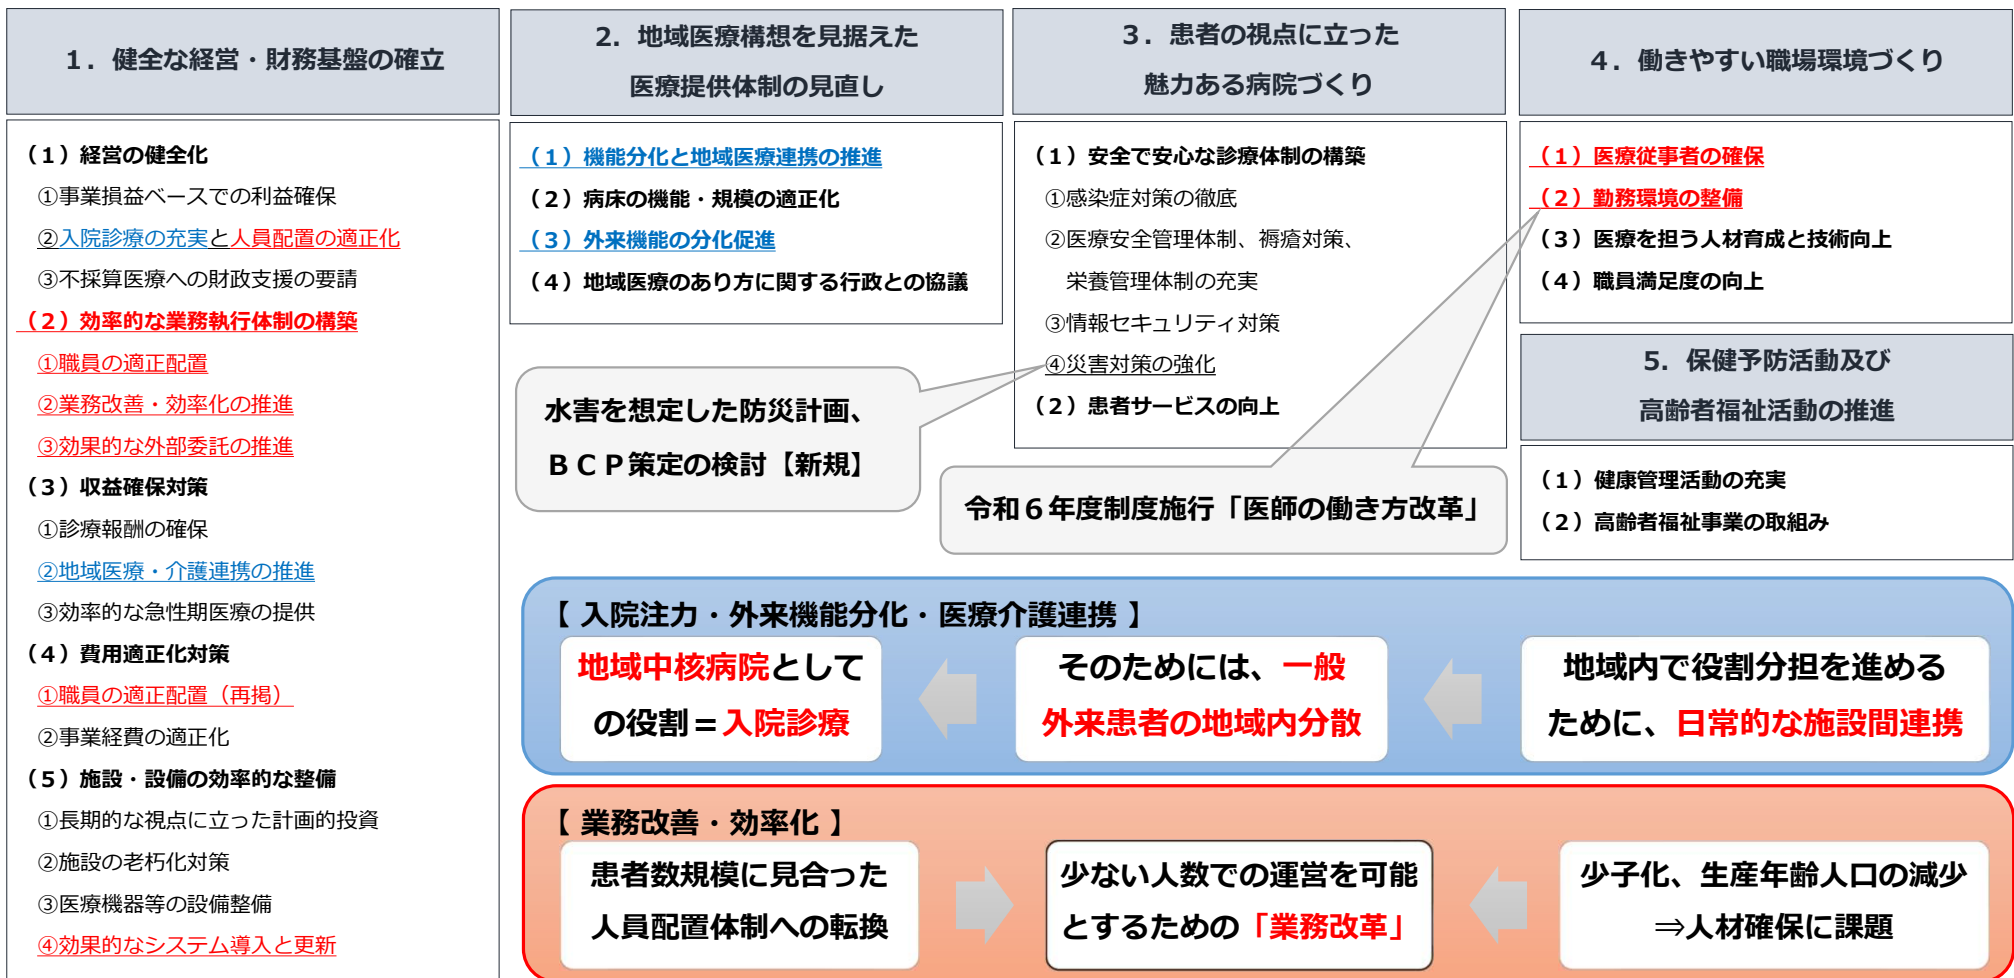 １．健全な経営・財務基盤の確立
（１）経営の健全化
①事業損益ベースでの利益確保
②入院診療の充実と人員配置の適正化
③不採算医療への財政支援の要請
（２）効率的な業務執行体制の構築
①職員の適正配置
②業務改善・効率化の推進
③効果的な外部委託の推進
（３）収益確保対策
①診療報酬の確保
②地域医療・介護連携の推進
③効率的な急性期医療の提供
（４）費用適正化対策
①職員の適正配置（再掲）
②事業経費の適正化
（５）施設・設備の効率的な整備
①長期的な視点に立った計画的投資
②施設の老朽化対策
③医療機器等の設備整備
④効果的なシステム導入と更新
2．地域医療構想を見据えた
医療提供体制の見直し
（１）機能分化と地域医療連携の推進
（２）病床の機能・規模の適正化
（３）外来機能の分化促進
（４）地域医療のあり方に関する行政との協議
３．患者の視点に立った
魅力ある病院づくり
（１）安全で安心な診療体制の構築
①感染症対策の徹底
②医療安全管理体制、褥瘡対策、
栄養管理体制の充実
③情報セキュリティ対策
④災害対策の強化
（２）患者サービスの向上
４．働きやすい職場環境づくり
（１）医療従事者の確保
（２）勤務環境の整備
（３）医療を担う人材育成と技術向上
（４）職員満足度の向上
5．保健予防活動及び
高齢者福祉活動の推進
（１）健康管理活動の充実
（２）高齢者福祉事業の取組み
水害を想定した防災計画、
ＢＣＰ策定の検討【新規】
令和６年度制度施行「医師の働き方改革」
【 入院注力・外来機能分化・医療介護連携 】
地域中核病院として
の役割＝入院診療
そのためには、一般
外来患者の地域内分散
地域内で役割分担を進める
ために、日常的な施設間連携
【 業務改善・効率化 】
患者数規模に見合った
人員配置体制への転換
少ない人数での運営を可能
とするための「業務改革」
少子化、生産年齢人口の減少
⇒人材確保に課題